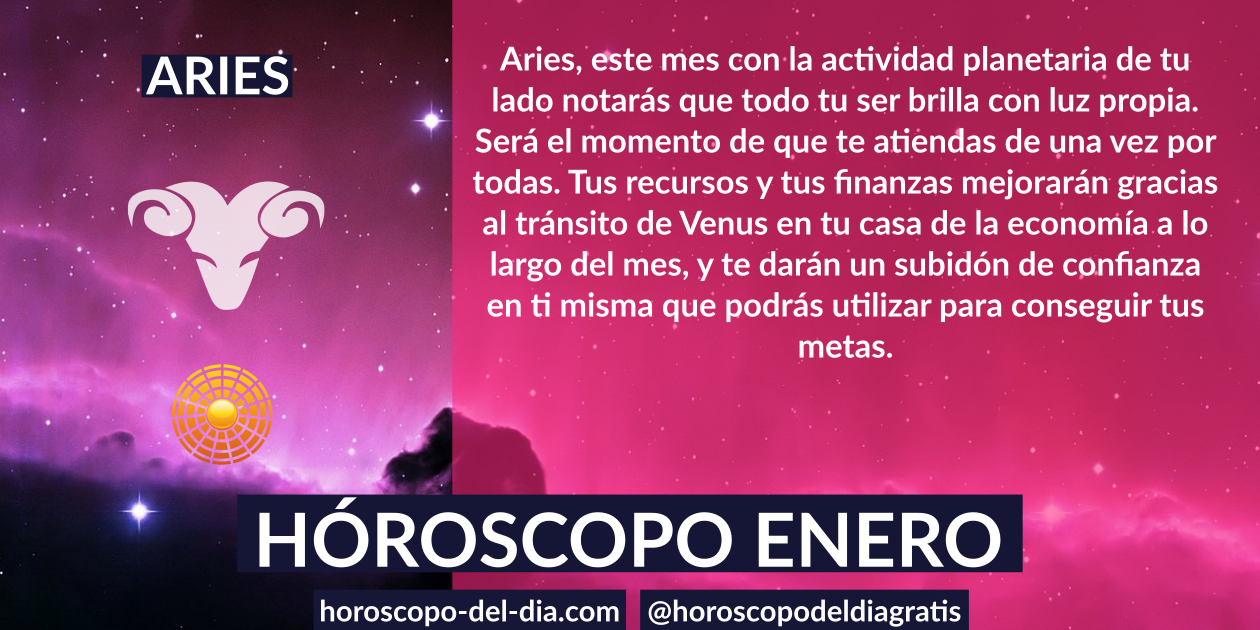 ARIES
Aries, este mes con la actividad planetaria de tu
lado notarás que todo tu ser brilla con luz propia.
Será el momento de que te atiendas de una vez por
todas. Tus recursos y tus finanzas mejorarán gracias
al tránsito de Venus en tu casa de la economía a lo
largo del mes, y te darán un subidón de confianza
en ti misma que podrás utilizar para conseguir tus
metas.
HÓROSCOPO ENERO
horoscopo-del-dia.com
@horoscopodeldiagratis